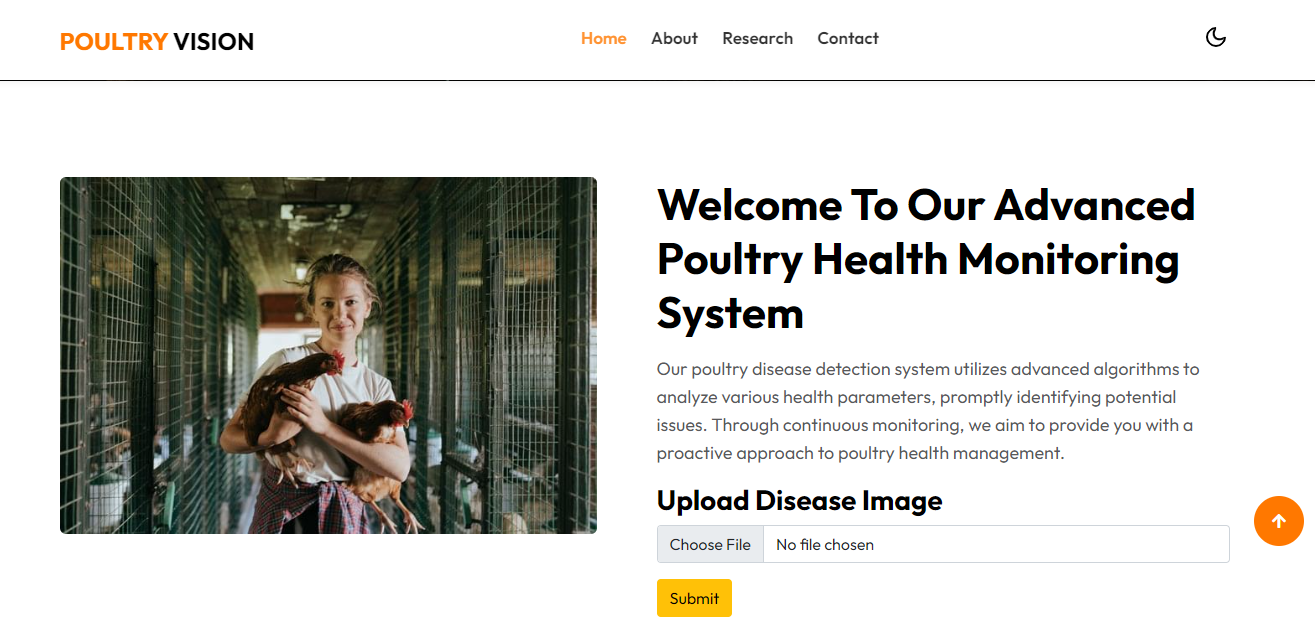 POULTRY VISION
Home About Research Contact
Welcome To Our Advanced
Poultry Health Monitoring
System
Our poultry disease detection system utilizes advanced algorithms to
analyze various health parameters, promptly identifying potential
issues. Through continuous monitoring, we aim to provide you with a
proactive approach to poultry health management.
Upload Disease Image
Choose File No file chosen
Submit